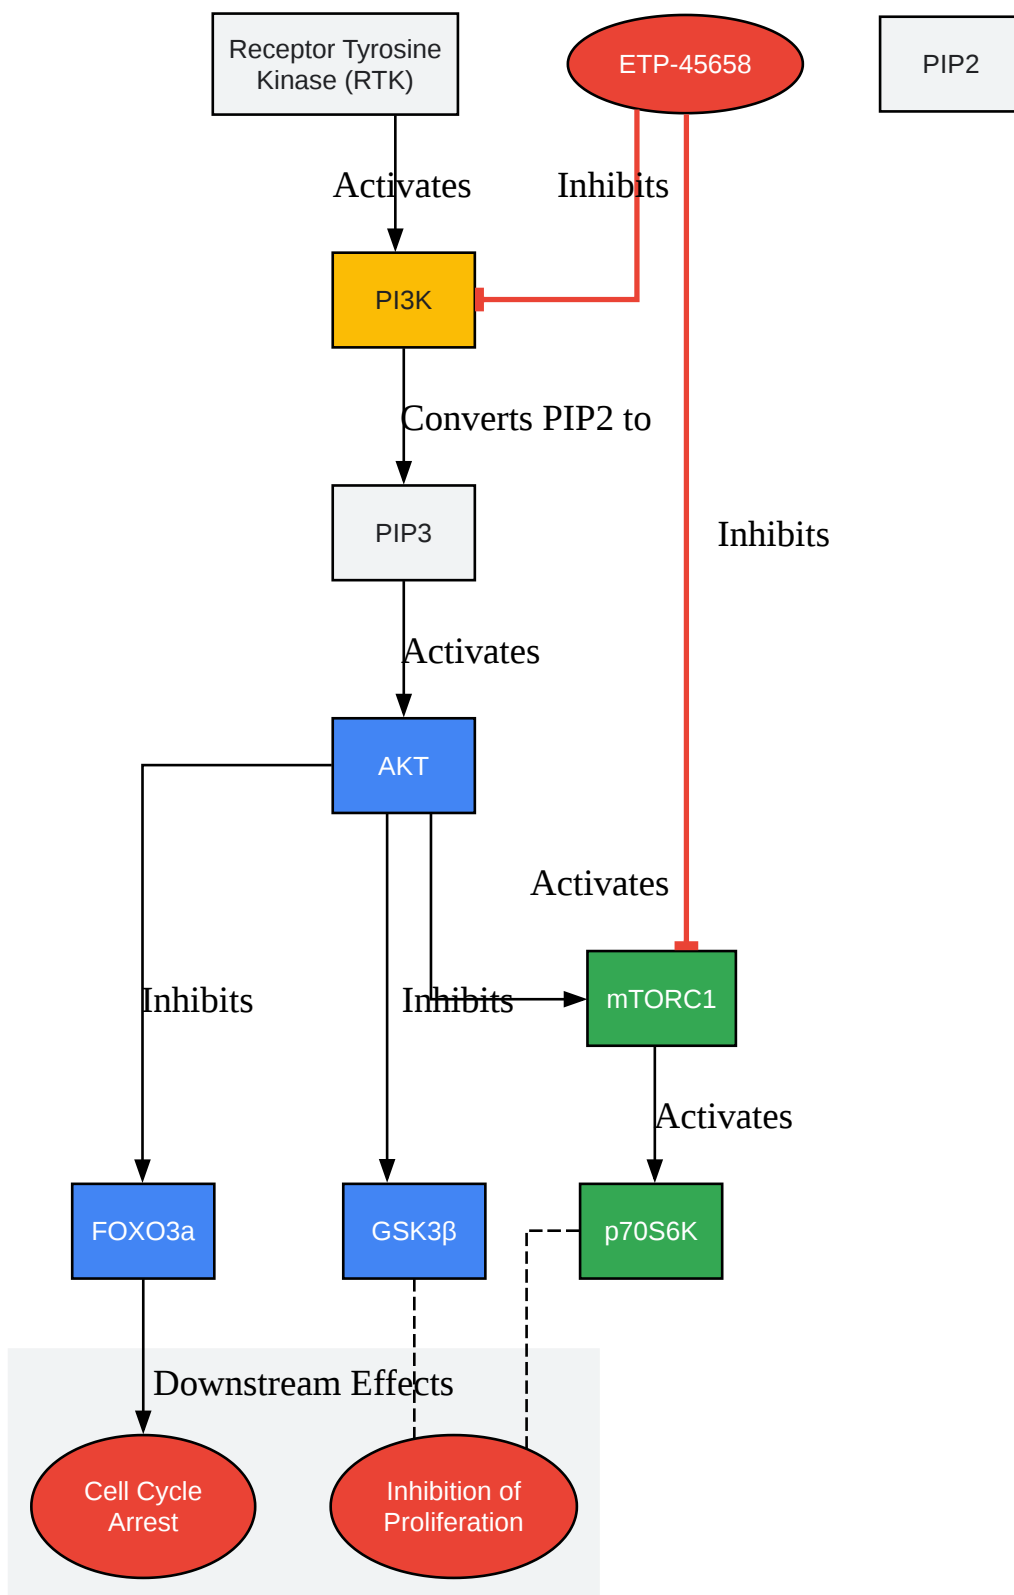 Receptor Tyrosine
Kinase (RTK)
ETP-45658
PIP2
Activates
Inhibits
PI3K
Converts PIP2 to
PIP3
Inhibits
Activates
AKT
Activates
Inhibits
Inhibits
mTORC1
Activates
FOXO3a
GSK3β
p70S6K
Downstream Effects
Cell Cycle
Arrest
Inhibition of
Proliferation